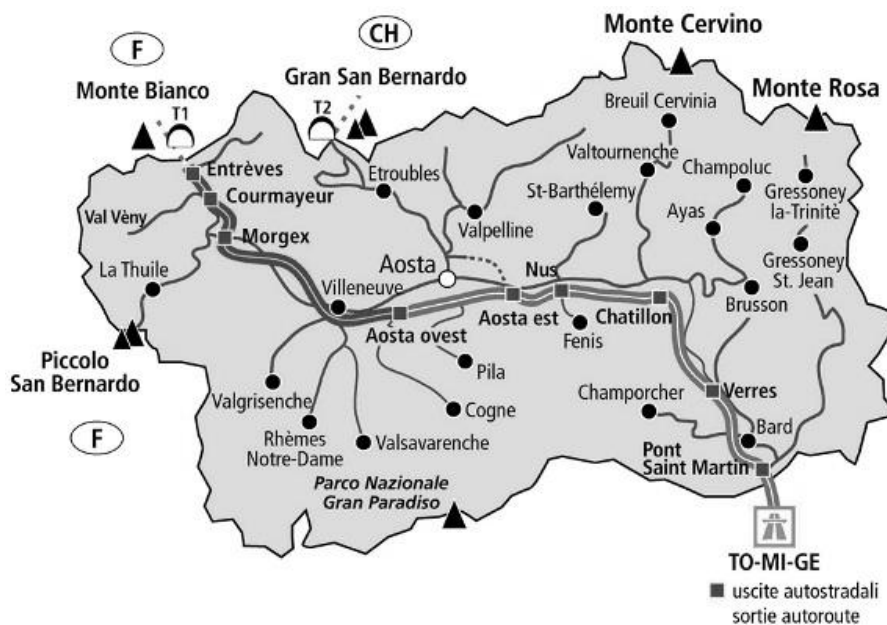 F
CH
Monte Cervino
Monte Bianco
Gran San Bernardo
Monte Rosa
T1
T2
Breuil Cervinia
Entrèves
Etroubles
Valtournenche
Champoluc
Courmayeur
St-Barthélemy
Gressoney
la-Trinitè
Val Vèny
Valpelline
Ayas
Morgex
La Thuile
Aosta
Nus
Gressoney
St. Jean
Villeneuve
Brusson
Aosta ovest
Aosta est
Chatillon
Fenis
Piccolo
San Bernardo
Pila
Valgrisenche
Champorcher
Verres
Cogne
F
Rhèmes
Notre-Dame
Valsavarenche
Bard
Pont
Saint Martin
Parco Nazionale
Gran Paradiso
TO-MI-GE
uscite autostradali
sortie autoroute